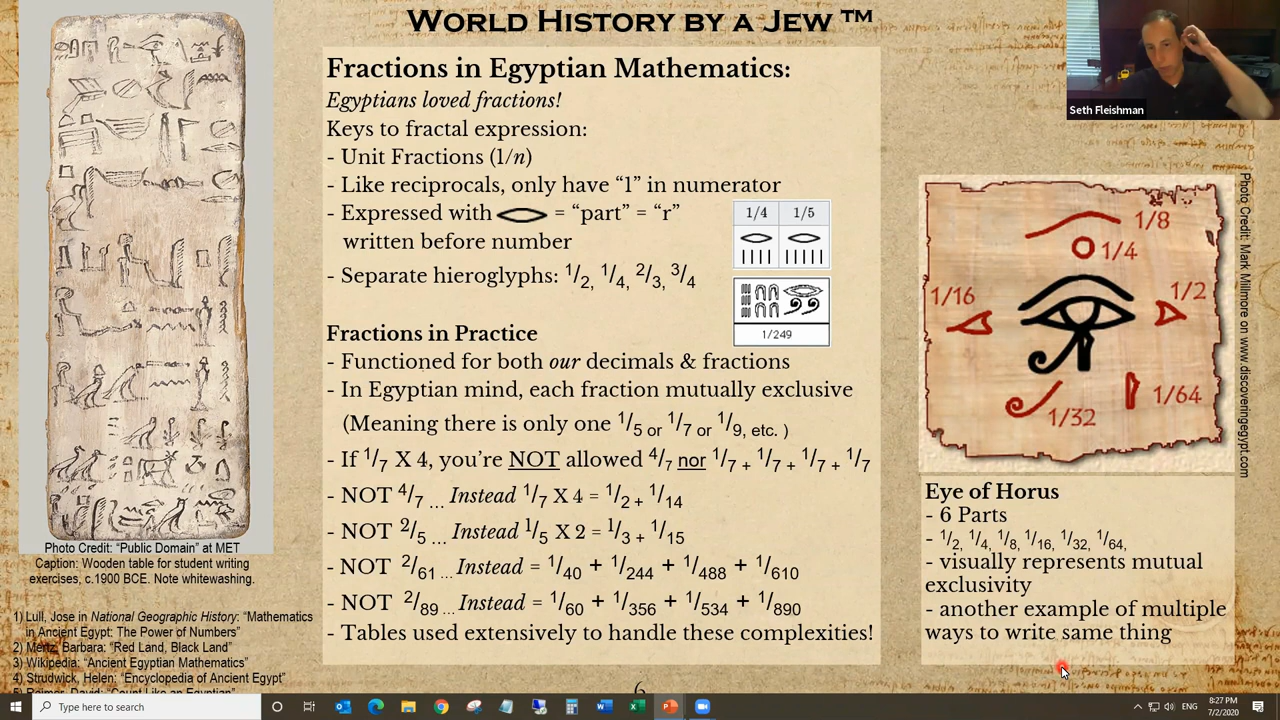 World History by a Jew ™
Fractions in Egyptian Mathematics:
Egyptians loved fractions!
Keys to fractal expression:
- Unit Fractions (1/n)
- Like reciprocals, only have “1” in numerator
- Expressed with = “part” = “r”
written before number
- Separate hieroglyphs: 1/2, 1/4, 2/3, 3/4
1/4 1/5
1/249
Fractions in Practice
- Functioned for both our decimals & fractions
- In Egyptian mind, each fraction mutually exclusive
(Meaning there is only one 1/5 or 1/7 or 1/9, etc. )
- If 1/7 X 4, you’re NOT allowed 4/7 nor 1/7 + 1/7 + 1/7 + 1/7
- NOT 4/7 ... Instead 1/7 X 4 = 1/2 + 1/14
- NOT 2/5 ... Instead 1/5 X 2 = 1/3 + 1/15
- NOT 2/61 ... Instead = 1/40 + 1/244 + 1/488 + 1/610
- NOT 2/89 ... Instead = 1/60 + 1/356 + 1/534 + 1/890
- Tables used extensively to handle these complexities!
6
Photo Credit: “Public Domain” at MET
Caption: Wooden table for student writing
exercises, c.1900 BCE. Note whitewashing.
1) Lull, Jose in National Geographic History: “Mathematics
in Ancient Egypt: The Power of Numbers”
2) Mertz, Barbara: “Red Land, Black Land”
3) Wikipedia: “Ancient Egyptian Mathematics”
4) Strudwick, Helen: “Encyclopedia of Ancient Egypt”
5) Reimer, David: “Count Like an Egyptian”
Seth Fleishman
1/8
1/4
1/16
1/2
1/32
1/64
Photo Credit: Mark Millmore on www.discoveringegypt.com
Eye of Horus
- 6 Parts
- 1/2, 1/4, 1/8, 1/16, 1/32, 1/64,
- visually represents mutual
exclusivity
- another example of multiple
ways to write same thing
Type here to search
ENG
8:27 PM
7/2/2020